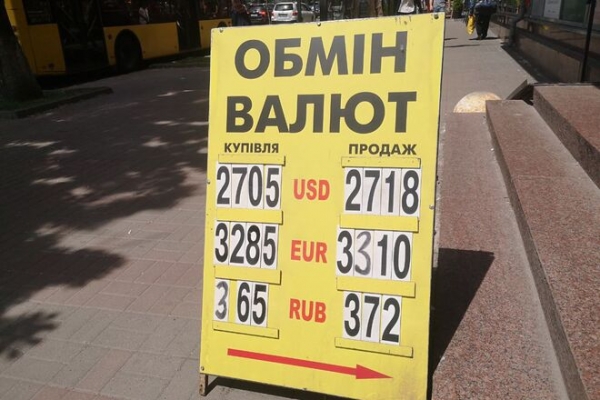 ОБМІН
ВАЛЮТ
КУПІВЛЯ ПРОДАЖ
2705 USD 2718
3285 EUR 3310
365 RUB 372